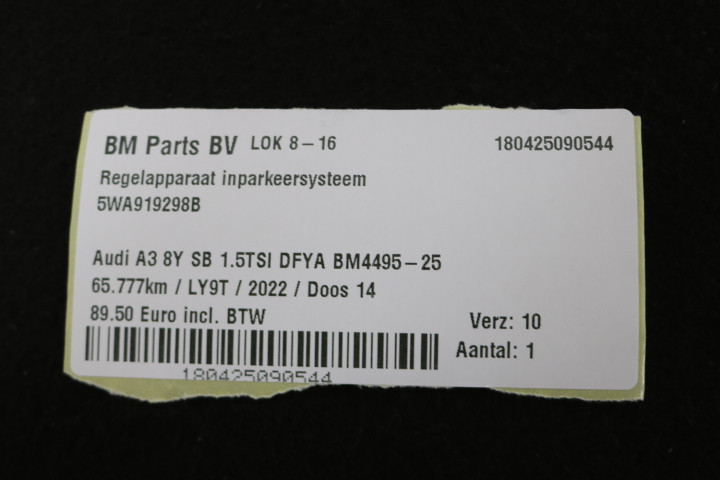 BM Parts BV LOK 8-16 180425090544
Regelapparaat inparkeersysteem
5WA919298B
Audi A3 8Y SB 1.5TSI DFYA BM4495-25
65.777km / LY9T / 2022 / Doos 14
89.50 Euro incl. BTW
Verz: 10
Aantal: 1
180425090544